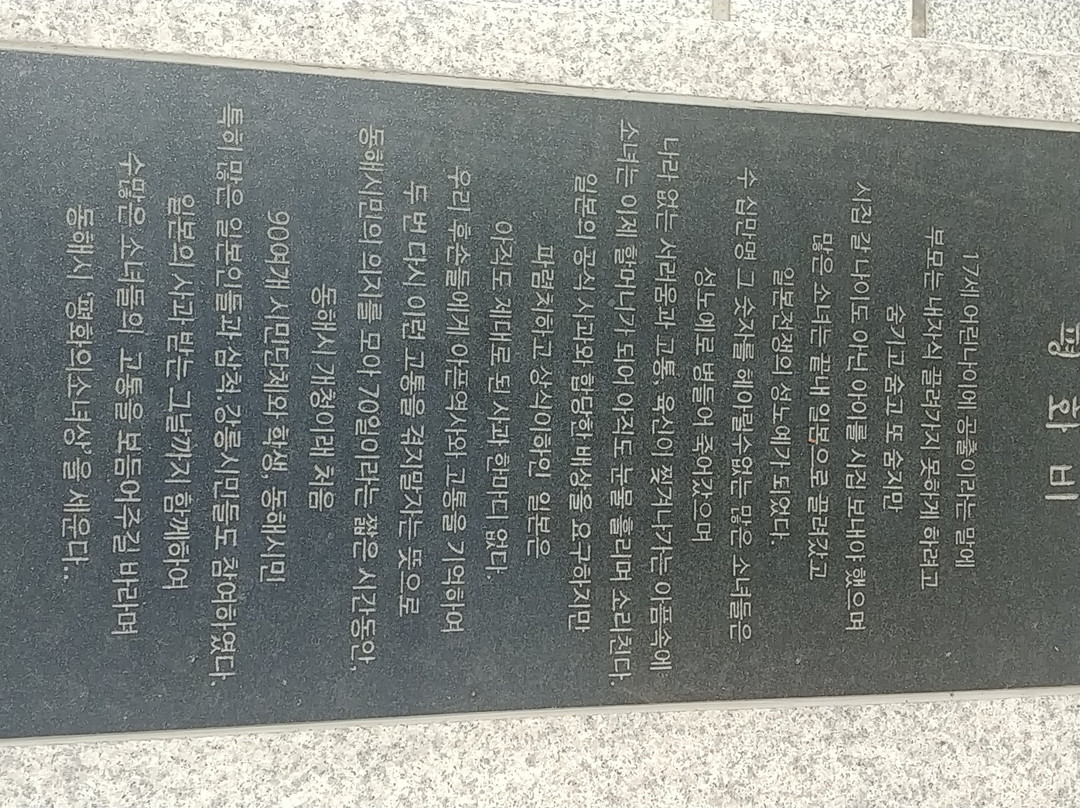 평 화 비
17세 어린나이에 공출이라는 말에
부모는 내자식 끌려가지 못하게 하려고
숨기고 숨고 또 숨지만
시집 갈 나이도 아닌 아이를 시집 보내야 했으며
많은 소녀는 끝내 일본으로 끌려갔고
일본전쟁의 성노예가 되었다.
수 십만명 그 숫자를 헤아릴수없는 많은 소녀들은
성노예로 병들어 죽어갔으며
나라 없는 서러움과 고통, 육신이 찢겨나가는 아픔속에
소녀는 이제 할머니가 되어 아직도 눈물 흘리며 소리친다.
일본의 공식 사과와 합당한 배상을 요구하지만
파렴치하고 상식이하인 일본은
아직도 제대로 된 사과 한마디 없다.
우리 후손들에게 아픈역사와 고통을 기억하여
두 번 다시 이런 고통을 겪지말자는 뜻으로
동해시민의 의지를 모아 70일이라는 짧은 시간동안,
동해시 개청이래 처음
90여개 시민단체와 학생, 동해시민
특히 많은 일본인들과 삼척.강릉시민들도 참여하였다.
일본의 사과 받는 그날까지 함께하여
수많은 소녀들의 고통을 보듬어주길 바라며
동해시 '평화의소녀상'을 세운다..